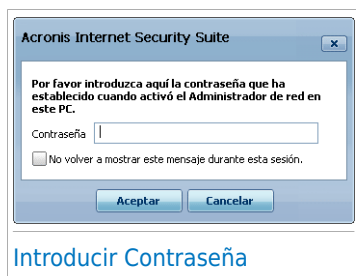 Acronis Internet Security Suite
Por favor introduzca aquí la contraseña que ha
establecido cuando activó el Administrador de red en
este PC.
Contraseña
No volver a mostrar este mensaje durante esta sesión.
Aceptar Cancelar
Introducir Contraseña